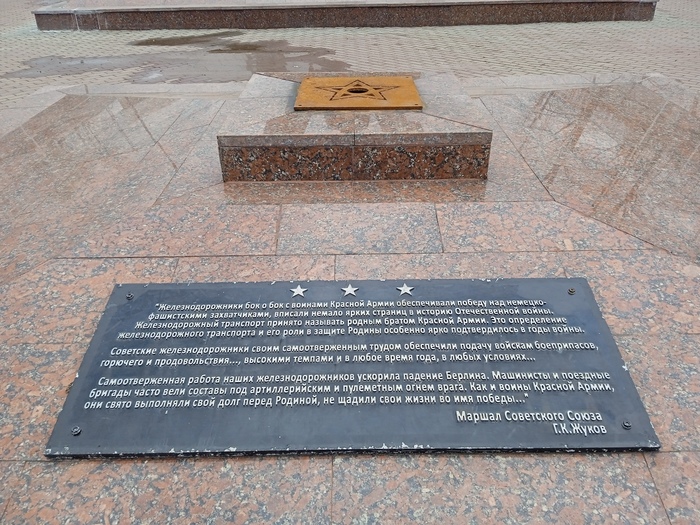 "Железнодорожники бок о бок с воинами Красной Армии обеспечивали победу над немецко-
фашистскими захватчиками, вписали немало ярких страниц в историю Отечественной войны.
Железнодорожный транспорт принято называть родным братом Красной Армии. Это определение
железнодорожного транспорта и его роли в защите Родины особенно ярко подтвердилось в годы войны.
Советские железнодорожники своим самоотверженным трудом обеспечили подачу войскам боеприпасов,
горючего и продовольствия..., высокими темпами и в любое время года, в любых условиях...
Самоотверженная работа наших железнодорожников ускорила падение Берлина. Машинисты и поездные
бригады часто вели составы под артиллерийским и пулеметным огнем врага. Как и воины Красной Армии,
они свято выполняли свой долг перед Родиной, не щадили свои жизни во имя победы..."
Маршал Советского Союза
Г.К.Жуков